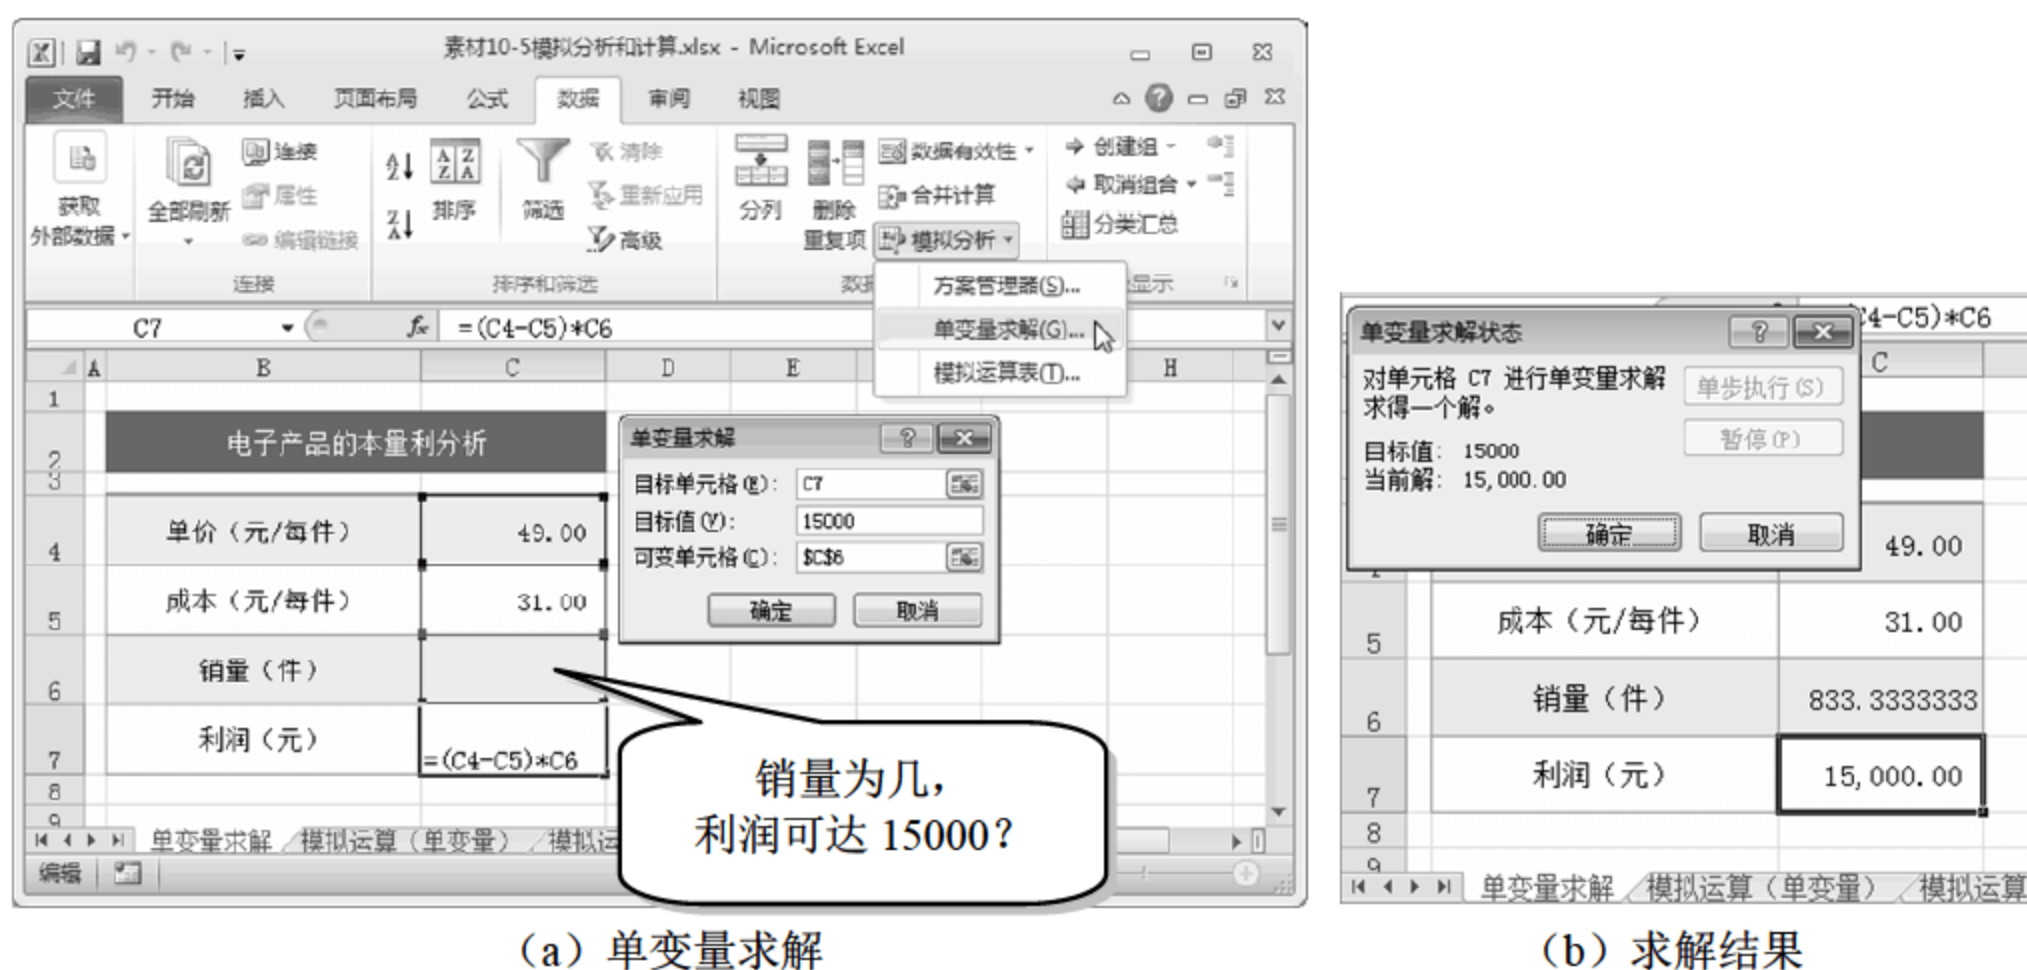 素材10-5模拟分析和计算.xlsx - Microsoft Excel
文件 开始 插入 页面布局 公式 数据 审阅 视图
获取
外部数据
全部刷新
连接
属性
编辑链接
连接
排序
筛选
清除
重新应用
高级
排序和筛选
分列
删除
重复项
数据有效性
合并计算
模拟分析
创建组
取消组合
分类汇总
显示
方案管理器(S)...
单变量求解(G)...
模拟运算表(T)...
C7 fx =(C4-C5)*C6
A B C D E H
1
2 电子产品的本量利分析
3
4 单价（元/每件） 49.00
5 成本（元/每件） 31.00
6 销量（件）
7 利润（元） =(C4-C5)*C6
8
9
单变量求解
目标单元格(E): C7
目标值(V): 15000
可变单元格(C): $C$6
确定 取消
销量为几，
利润可达 15000？
单变量求解 模拟运算（单变量） 模拟运
编辑
(a) 单变量求解
C4-C5)*C6
C
单变量求解状态
对单元格 C7 进行单变量求解
求得一个解。
目标值: 15000
当前解: 15,000.00
单步执行(S)
暂停(P)
确定 取消
49.00
5 成本（元/每件） 31.00
6 销量（件） 833.3333333
7 利润（元） 15,000.00
8
9
单变量求解 模拟运算（单变量） 模拟运算
(b) 求解结果